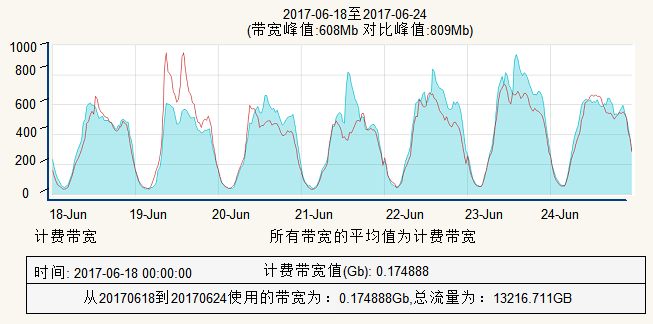 2017-06-18至2017-06-24
(带宽峰值:608Mb 对比峰值:809Mb)
1000
800
600
400
200
0
18-Jun 19-Jun 20-Jun 21-Jun 22-Jun 23-Jun 24-Jun
计费带宽 所有带宽的平均值为计费带宽
时间: 2017-06-18 00:00:00 计费带宽值(Gb): 0.174888
从20170618到20170624使用的带宽为：0.174888Gb,总流量为：13216.711GB